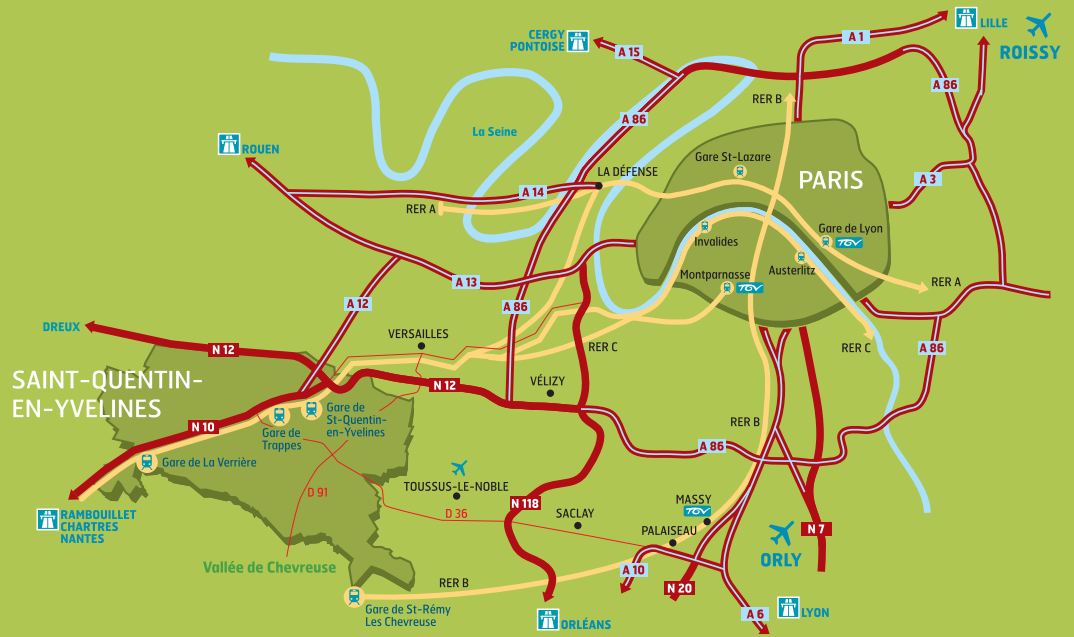 A 1
LILLE
ROISSY
CERGY
PONTOISE
A 15
A 86
RER B
A 86
La Seine
ROUEN
Gare St-Lazare
PARIS
LA DÉFENSE
A 14
RER A
A 3
Invalides
Gare de Lyon
TGV
Austerlitz
Montparnasse
TGV
A 13
RER A
A 12
A 86
DREUX
N 12
VERSAILLES
RER C
RER C
A 86
SAINT-QUENTIN-
EN-YVELINES
N 12
VÉLIZY
N 10
Gare de
St-Quentin-
en-Yvelines
Gare de
Trappes
RER B
A 86
Gare de La Verrière
TOUSSUS-LE-NOBLE
D 91
N 118
D 36
SACLAY
MASSY
TGV
PALAISEAU
N 7
RAMBOUILLET
CHARTRES
NANTES
ORLY
Vallée de Chevreuse
A 10
RER B
N 20
Gare de St-Rémy
Les Chevreuse
ORLÉANS
A 6
LYON